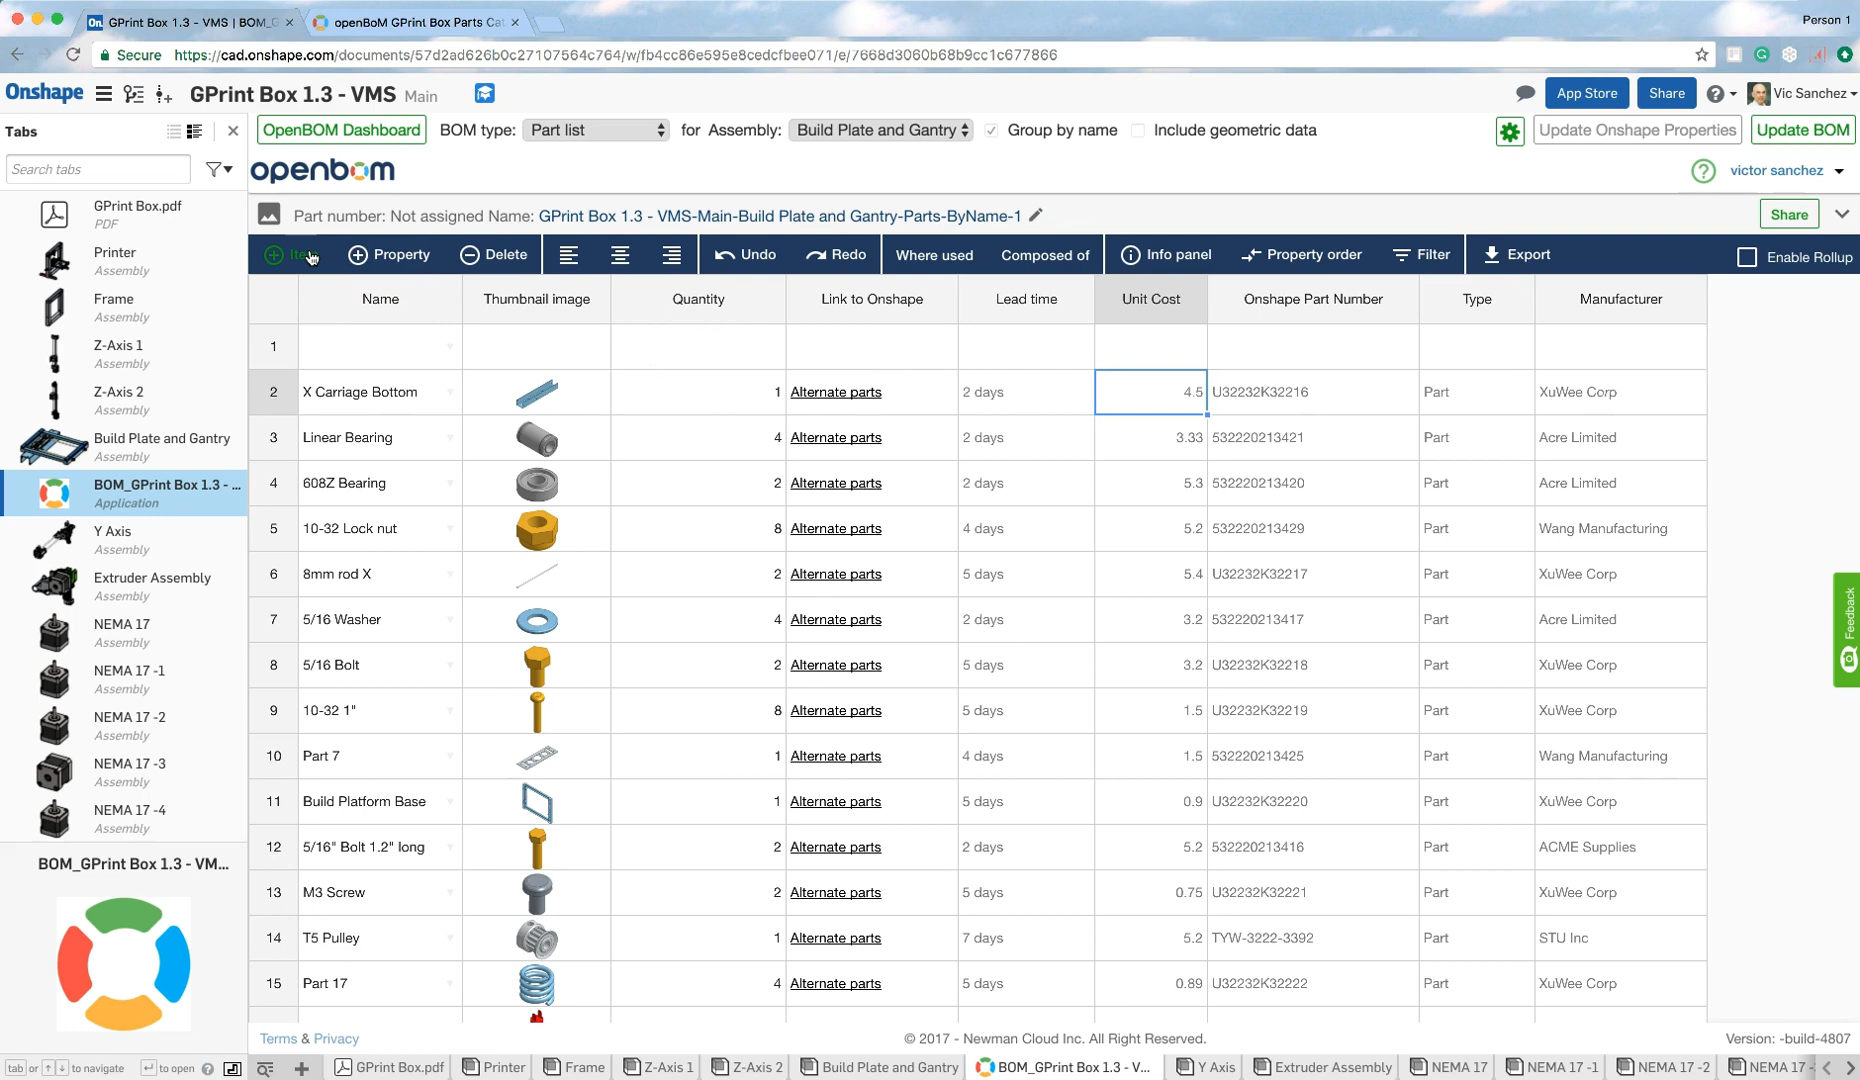 GPrint Box 1.3 - VMS | BOM_G
openBoM GPrint Box Parts Cat
Person 1
Secure https://cad.onshape.com/documents/57d2ad626b0c27107564c764/w/fb4cc86e595e8cedcfbee071/e/7668d3060b68b9cc1c677866
Onshape GPrint Box 1.3 - VMS Main
App Store Share Vic Sanchez
Tabs
OpenBOM Dashboard BOM type: Part list for Assembly: Build Plate and Gantry Group by name Include geometric data Update Onshape Properties Update BOM
Search tabs
openbom
victor sanchez
GPrint Box.pdf
PDF
Printer
Assembly
Frame
Assembly
Z-Axis 1
Assembly
Z-Axis 2
Assembly
Build Plate and Gantry
Assembly
BOM_GPrint Box 1.3 - ...
Application
Y Axis
Assembly
Extruder Assembly
Assembly
NEMA 17
Assembly
NEMA 17 -1
Assembly
NEMA 17 -2
Assembly
NEMA 17 -3
Assembly
NEMA 17 -4
Assembly
BOM_GPrint Box 1.3 - VM...
Part number: Not assigned Name: GPrint Box 1.3 - VMS-Main-Build Plate and Gantry-Parts-ByName-1 Share
Property Delete Undo Redo Where used Composed of Info panel Property order Filter Export Enable Rollup
Name Thumbnail image Quantity Link to Onshape Lead time Unit Cost Onshape Part Number Type Manufacturer
1
2 X Carriage Bottom 1 Alternate parts 2 days 4.5 U32232K32216 Part XuWee Corp
3 Linear Bearing 4 Alternate parts 2 days 3.33 532220213421 Part Acre Limited
4 608Z Bearing 2 Alternate parts 2 days 5.3 532220213420 Part Acre Limited
5 10-32 Lock nut 8 Alternate parts 4 days 5.2 532220213429 Part Wang Manufacturing
6 8mm rod X 2 Alternate parts 5 days 5.4 U32232K32217 Part XuWee Corp
7 5/16 Washer 4 Alternate parts 2 days 3.2 532220213417 Part Acre Limited
8 5/16 Bolt 2 Alternate parts 5 days 3.2 U32232K32218 Part XuWee Corp
9 10-32 1" 8 Alternate parts 5 days 1.5 U32232K32219 Part XuWee Corp
10 Part 7 1 Alternate parts 4 days 1.5 532220213425 Part Wang Manufacturing
11 Build Platform Base 1 Alternate parts 5 days 0.9 U32232K32220 Part XuWee Corp
12 5/16" Bolt 1.2" long 2 Alternate parts 2 days 5.2 532220213416 Part ACME Supplies
13 M3 Screw 2 Alternate parts 5 days 0.75 U32232K32221 Part XuWee Corp
14 T5 Pulley 1 Alternate parts 7 days 5.2 TYW-3222-3392 Part STU Inc
15 Part 17 4 Alternate parts 5 days 0.89 U32232K32222 Part XuWee Corp
Feedback
Terms & Privacy © 2017 - Newman Cloud Inc. All Right Reserved. Version: -build-4807
tab or ↑ ↓ to navigate ↵ to open GPrint Box.pdf Printer Frame Z-Axis 1 Z-Axis 2 Build Plate and Gantry BOM_GPrint Box 1.3 - V... Y Axis Extruder Assembly NEMA 17 NEMA 17 -1 NEMA 17 -2 NEMA 17 -